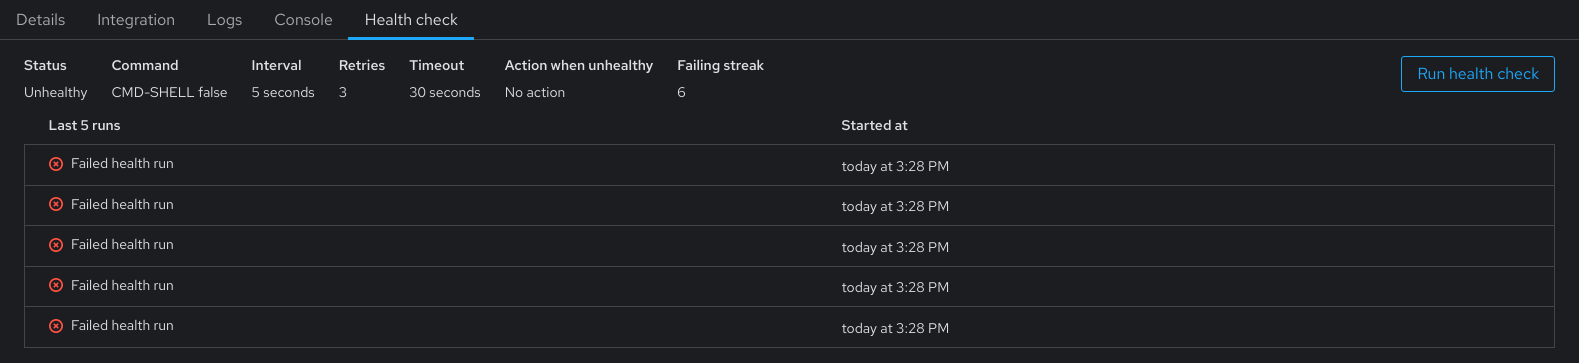 Details Integration Logs Console Health check
Status Command Interval Retries Timeout Action when unhealthy Failing streak
Run health check
Unhealthy CMD-SHELL false 5 seconds 3 30 seconds No action 6
Last 5 runs Started at
Failed health run today at 3:28 PM
Failed health run today at 3:28 PM
Failed health run today at 3:28 PM
Failed health run today at 3:28 PM
Failed health run today at 3:28 PM